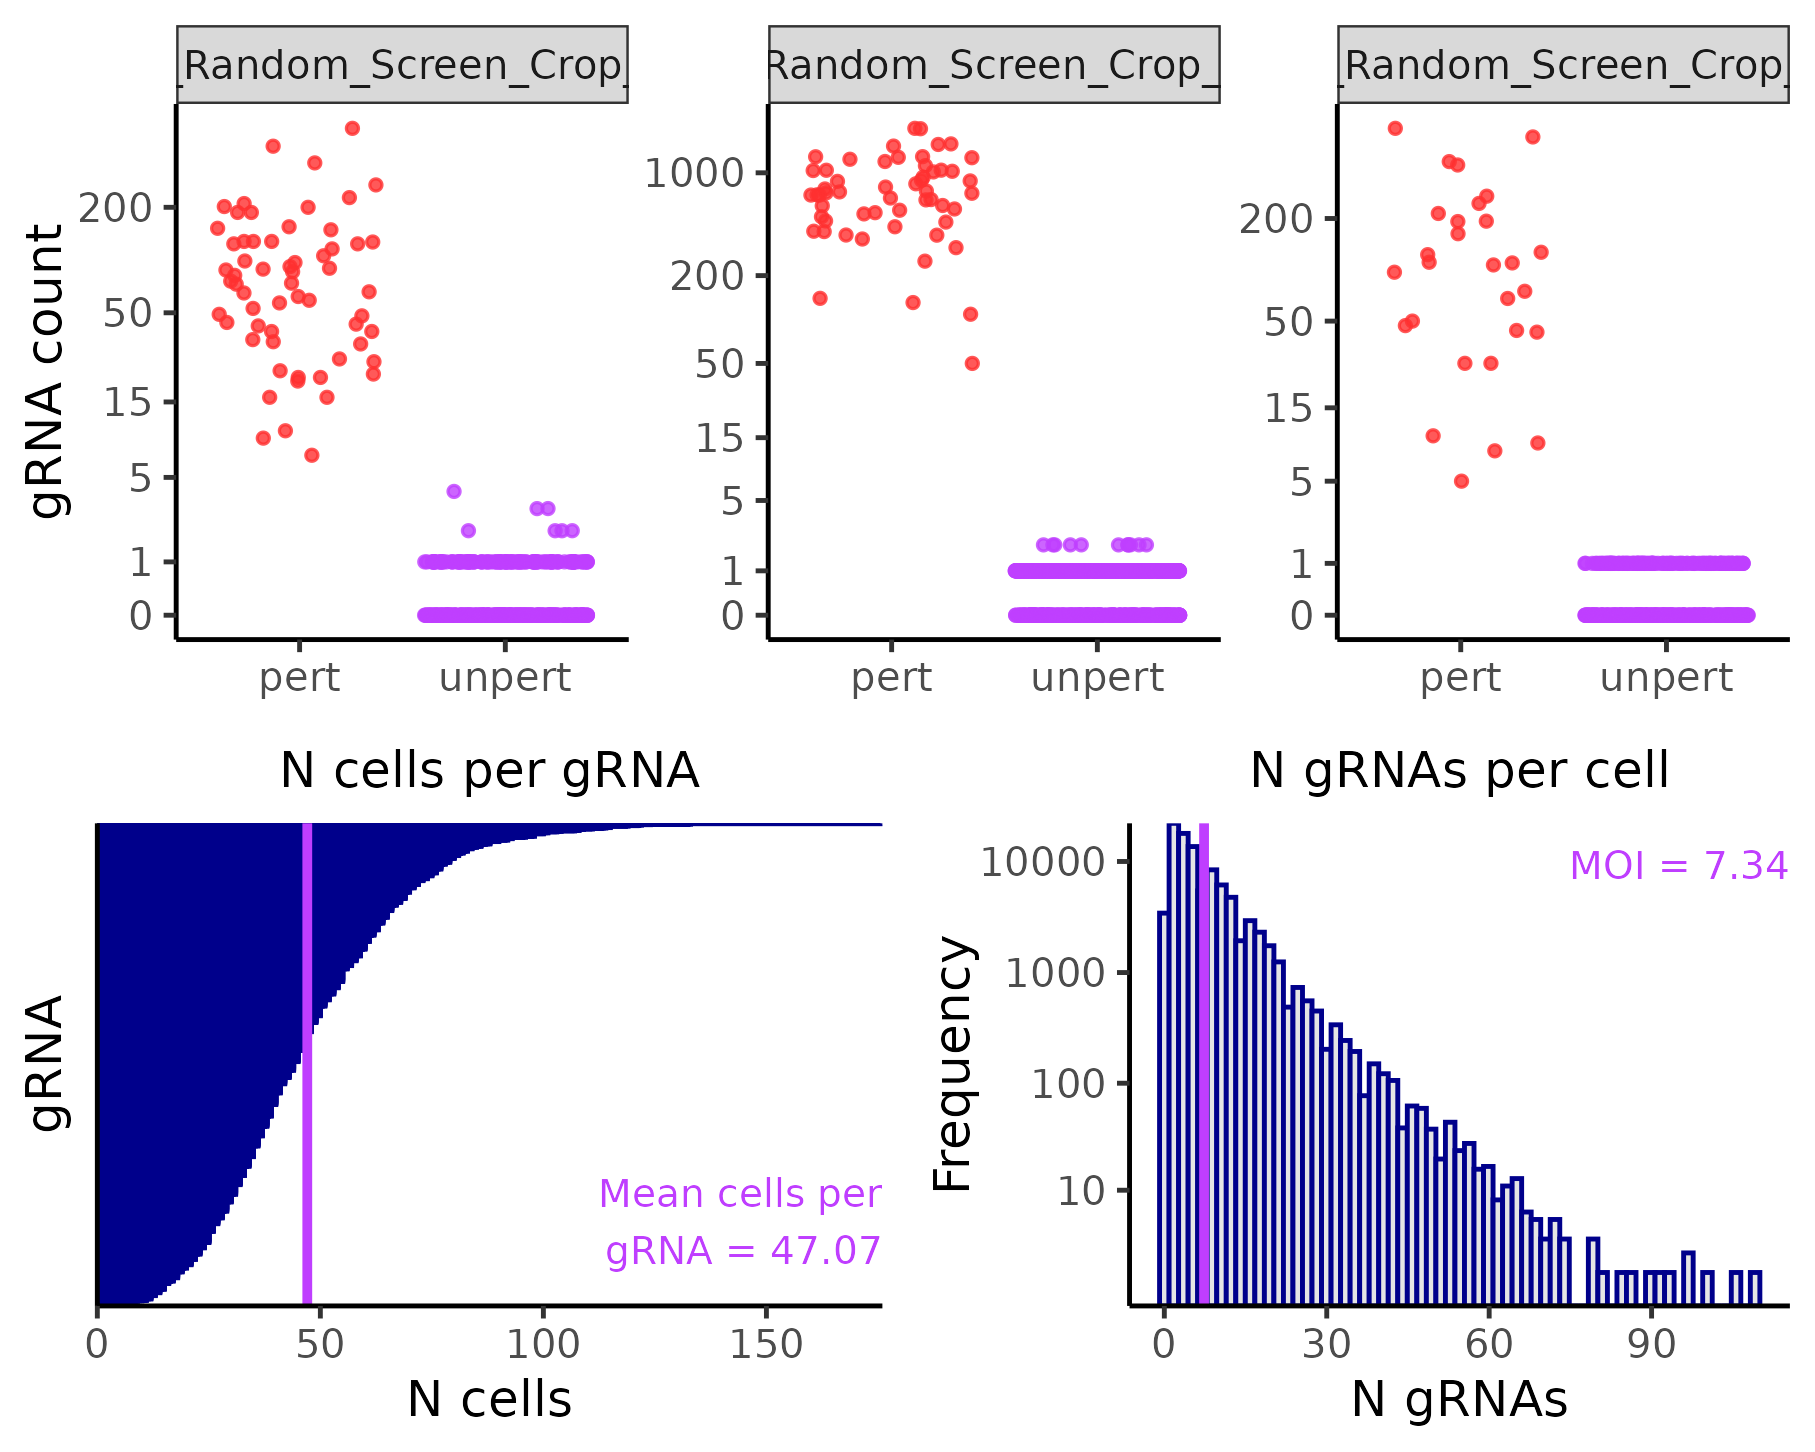 _Random_Screen_Crop_
Random_Screen_Crop_
_Random_Screen_Crop_
gRNA count
200
50
15
5
1
0
pert
unpert
1000
200
50
15
5
1
0
pert
unpert
200
50
15
5
1
0
pert
unpert
N cells per gRNA
gRNA
Mean cells per
gRNA = 47.07
0
50
100
150
N cells
N gRNAs per cell
Frequency
10000
1000
100
10
MOI = 7.34
0
30
60
90
N gRNAs